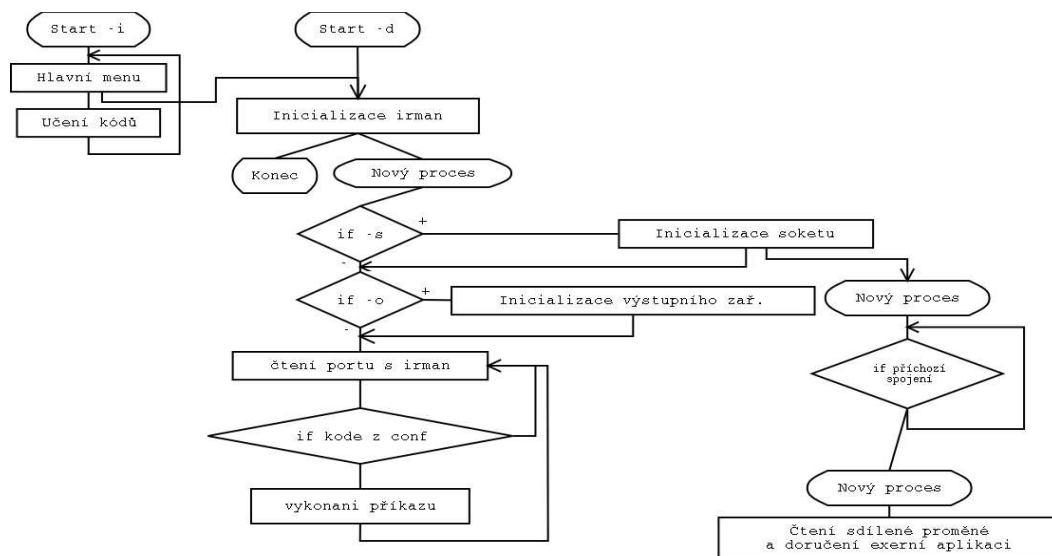 Start -i
Start -d
Hlavní menu
Učení kódů
Inicializace irman
Konec
Nový proces
if -s
+
-
Inicializace soketu
if -o
+
-
Inicializace výstupního zař.
Nový proces
čtení portu s irman
if příchozí
spojení
if kode z conf
vykonani příkazu
Nový proces
Čtení sdílené proměné
a doručení exerní aplikaci